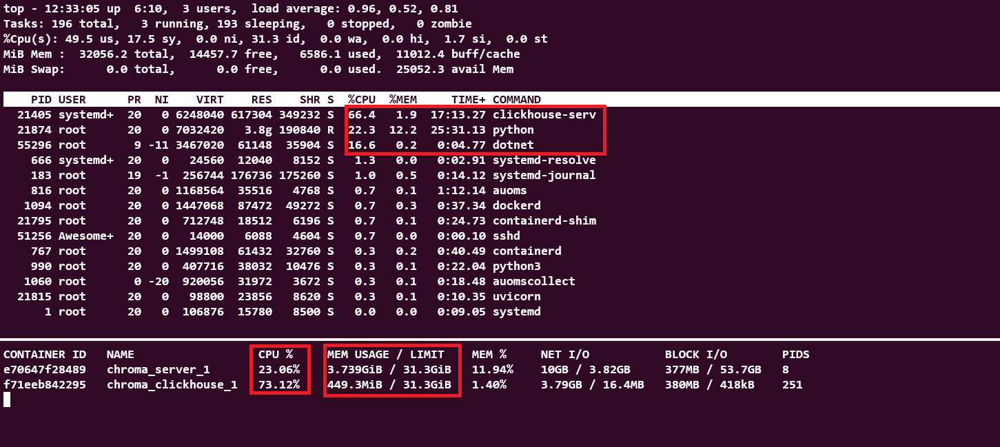 top - 12:33:05 up  6:10,  3 users,  load average: 0.96, 0.52, 0.81
Tasks: 196 total,   3 running, 193 sleeping,   0 stopped,   0 zombie
%Cpu(s): 49.5 us, 17.5 sy,  0.0 ni, 31.3 id,  0.0 wa,  0.0 hi,  1.7 si,  0.0 st
MiB Mem :  32056.2 total,  14457.7 free,   6586.1 used,  11012.4 buff/cache
MiB Swap:      0.0 total,      0.0 free,      0.0 used.  25052.3 avail Mem
    PID USER      PR  NI    VIRT    RES    SHR S  %CPU  %MEM     TIME+ COMMAND
  21405 systemd+  20   0 6248040 617304 349232 S  66.4   1.9  17:13.27 clickhouse-serv
  21874 root      20   0 7032420   3.8g 190840 R  22.3  12.2  25:31.13 python
  55296 root       9 -11 3467020  61148  35904 S  16.6   0.2   0:04.77 dotnet
    666 systemd+  20   0   24560  12040   8152 S   1.3   0.0   0:02.91 systemd-resolve
    183 root      19  -1  256744 176736 175260 S   1.0   0.5   0:14.12 systemd-journal
    816 root      20   0 1168564  35516   4768 S   0.7   0.1   1:12.14 auoms
   1094 root      20   0 1447068  87472  49272 S   0.7   0.3   0:37.34 dockerd
  21795 root      20   0  712748  18512   6196 S   0.7   0.1   0:24.73 containerd-shim
  51256 Awesome+  20   0   14000   6088   4604 S   0.7   0.0   0:00.10 sshd
    767 root      20   0 1499108  61432  32760 S   0.3   0.2   0:40.49 containerd
    990 root      20   0  407716  38032  10476 S   0.3   0.1   0:22.04 python3
   1060 root       0 -20  920056  31972   3672 S   0.3   0.1   0:18.48 auomscollect
  21815 root      20   0   98800  23856   8620 S   0.3   0.1   0:10.35 uvicorn
      1 root      20   0  106876  15780   8500 S   0.0   0.0   0:09.05 systemd
CONTAINER ID   NAME                  CPU %     MEM USAGE / LIMIT    MEM %     NET I/O           BLOCK I/O        PIDS
e70647f28489   chroma_server_1       23.06%    3.739GiB / 31.3GiB   11.94%    10GB / 3.82GB     377MB / 53.7GB   8
f71eeb842295   chroma_clickhouse_1   73.12%    449.3MiB / 31.3GiB   1.40%     3.79GB / 16.4MB   380MB / 418kB    251